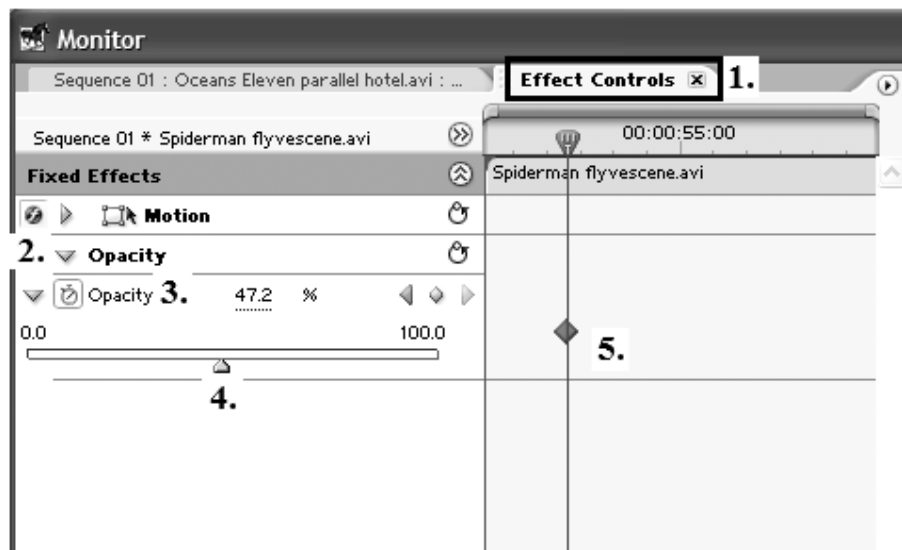 Monitor
Sequence 01 : Oceans Eleven parallel hotel.avi : ...
Effect Controls
1.
Sequence 01 * Spiderman flyvescene.avi
00:00:55:00
Fixed Effects
Spiderman flyvescene.avi
Motion
2. Opacity
Opacity 3. 47.2 %
0.0 100.0
5.
4.